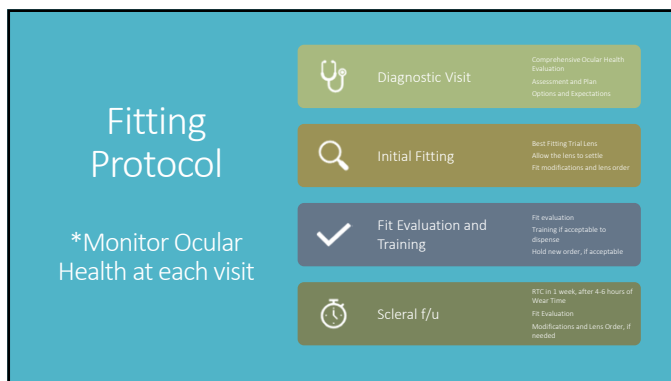 Fitting
Protocol
*Monitor Ocular
Health at each visit
Diagnostic Visit
Comprehensive Ocular Health
Evaluation
Assessment and Plan
Options and Expectations
Initial Fitting
Best Fitting Trial Lens
Allow the lens to settle
Fit modifications and lens order
Fit Evaluation and
Training
Fit evaluation
Training if acceptable to
dispense
Hold new order, if acceptable
Scleral f/u
RTC in 1 week, after 4-6 hours of
Wear Time
Fit Evaluation
Modifications and Lens Order, if
needed